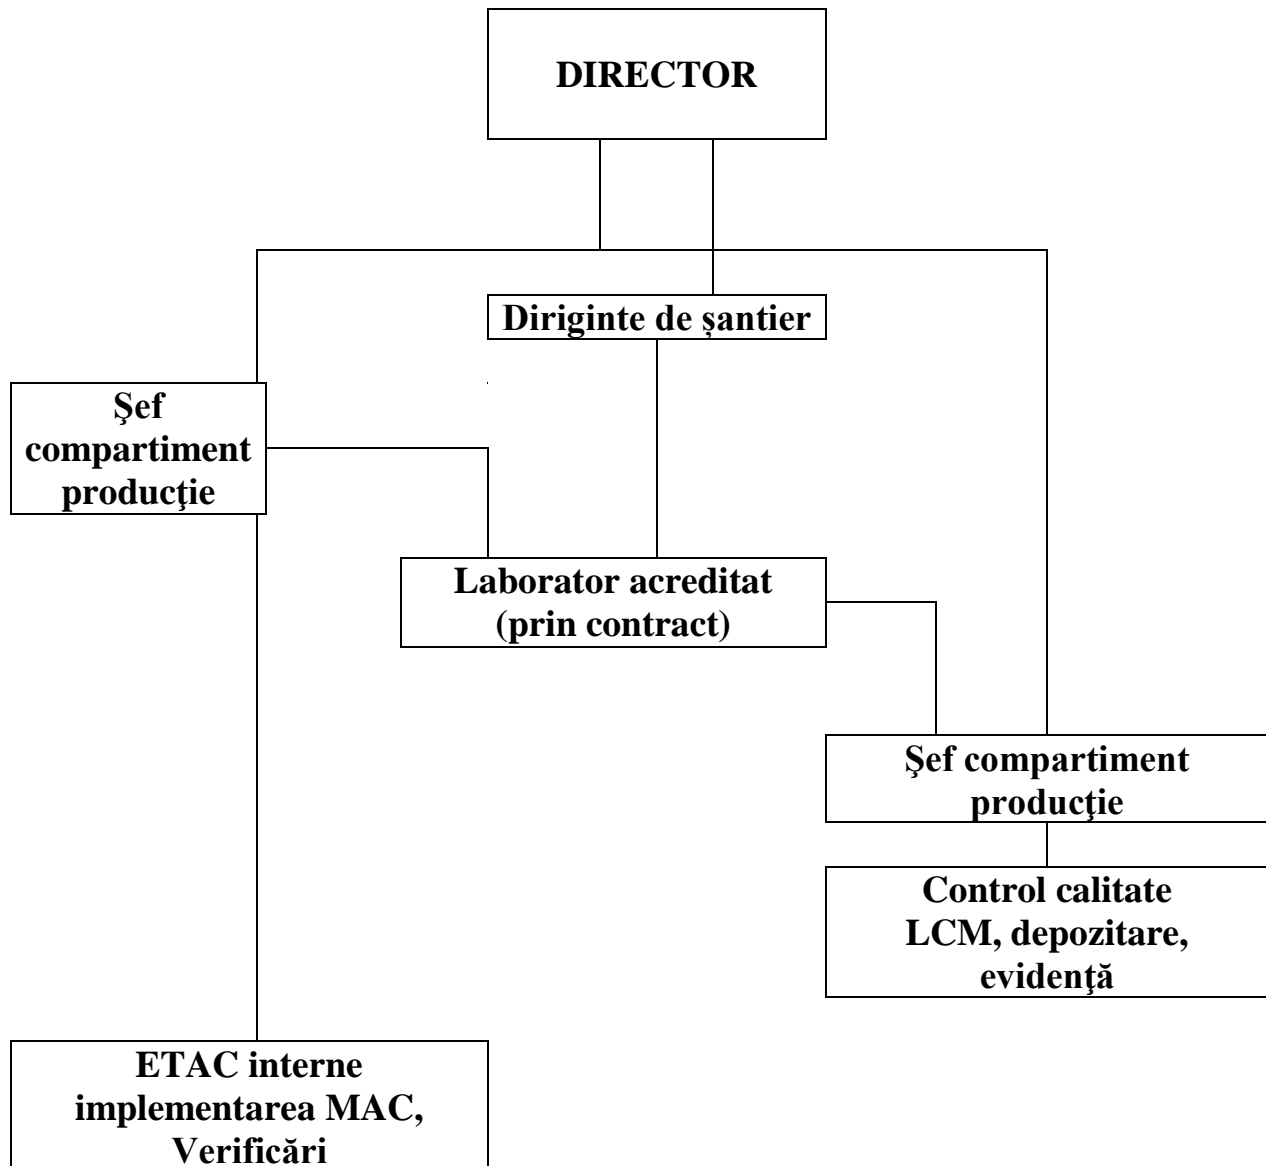 DIRECTOR
Diriginte de șantier
Şef
compartiment
producţie
Laborator acreditat
(prin contract)
Şef compartiment
producţie
Control calitate
LCM, depozitare,
evidenţă
ETAC interne
implementarea MAC,
Verificări